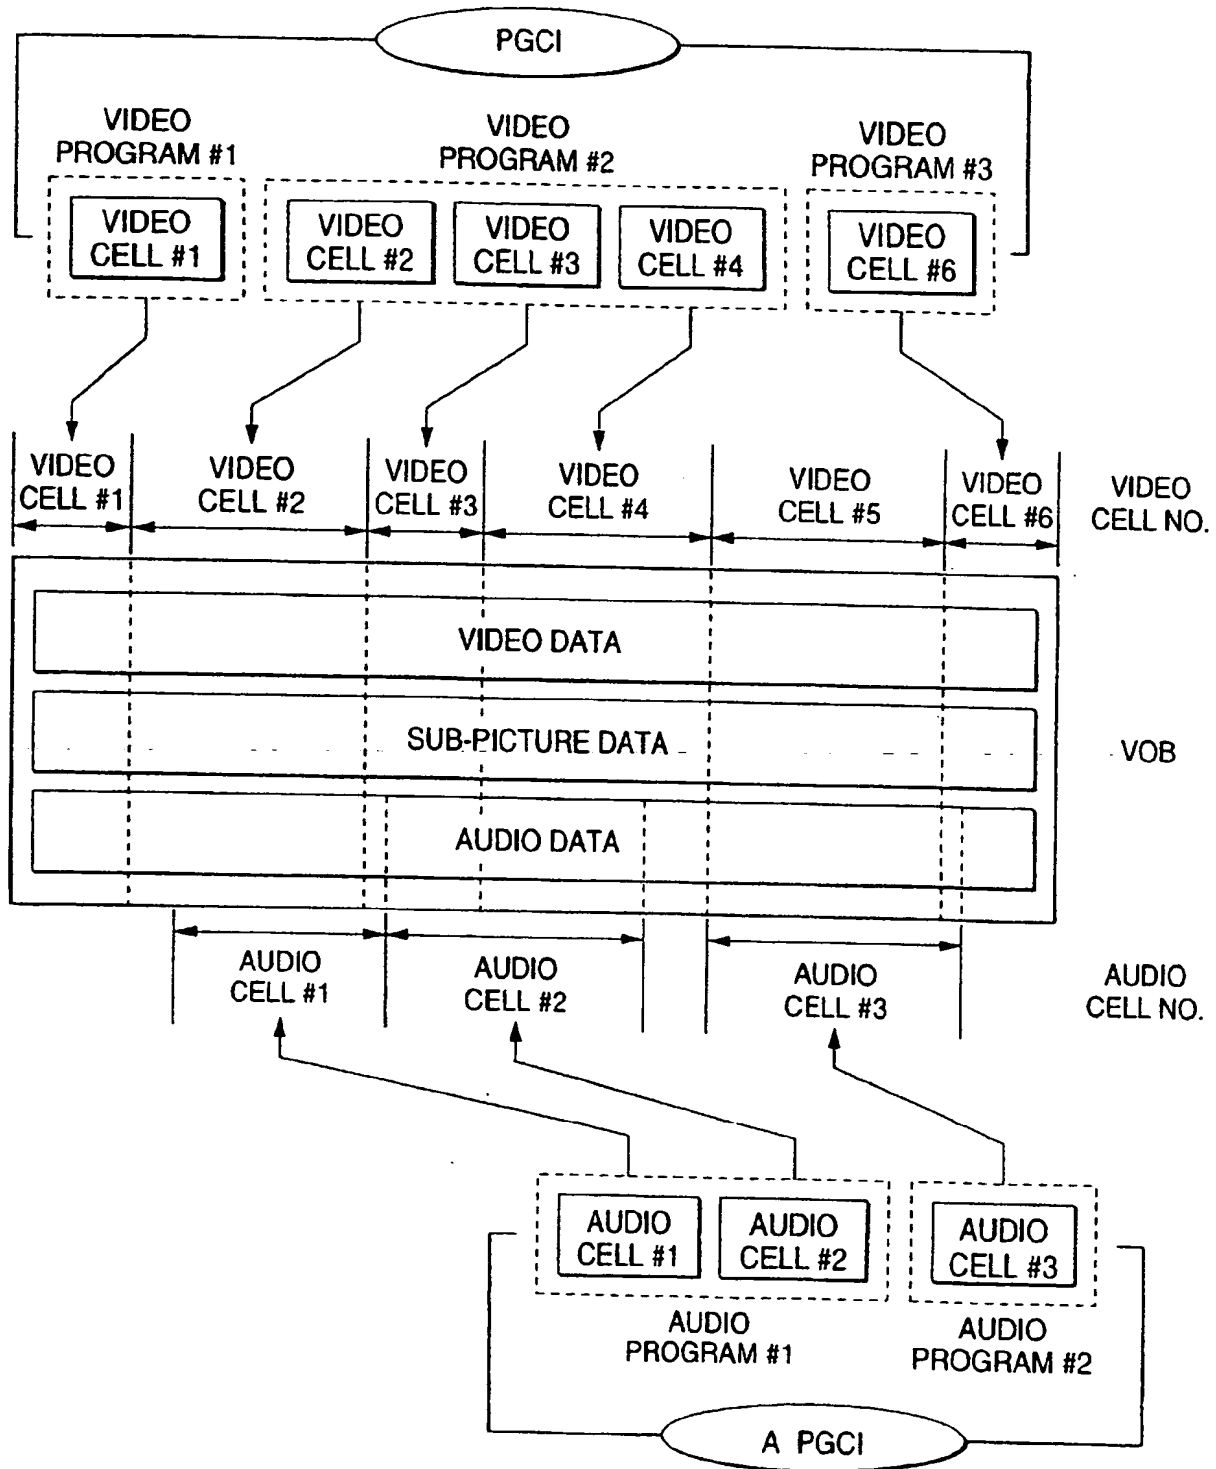 PGCI
VIDEO
PROGRAM #1
VIDEO
PROGRAM #2
VIDEO
PROGRAM #3
VIDEO
CELL #1
VIDEO
CELL #2
VIDEO
CELL #3
VIDEO
CELL #4
VIDEO
CELL #6
VIDEO
CELL #1
VIDEO
CELL #2
VIDEO
CELL #3
VIDEO
CELL #4
VIDEO
CELL #5
VIDEO
CELL #6
VIDEO
CELL NO.
VIDEO DATA
SUB-PICTURE DATA
VOB
AUDIO DATA
AUDIO
CELL #1
AUDIO
CELL #2
AUDIO
CELL #3
AUDIO
CELL NO.
AUDIO
CELL #1
AUDIO
CELL #2
AUDIO
CELL #3
AUDIO
PROGRAM #1
AUDIO
PROGRAM #2
A PGCI